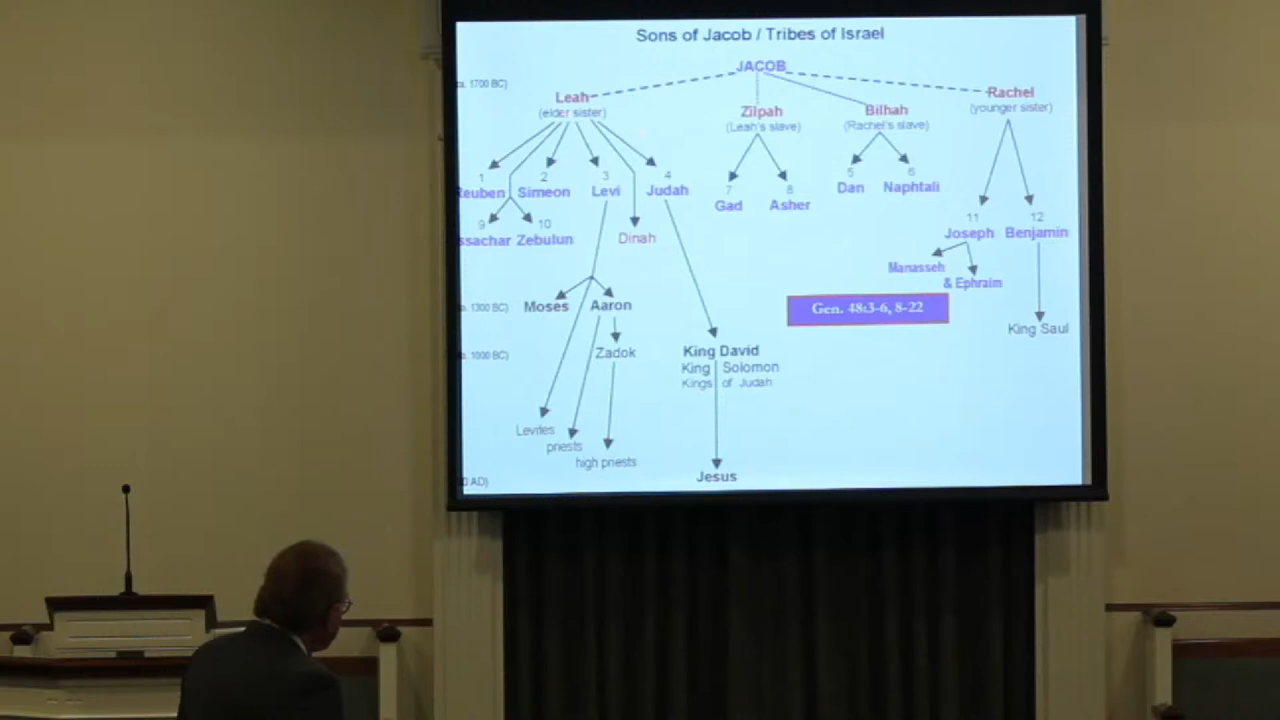 Sons of Jacob / Tribes of Israel
JACOB
a. 1700 BC)
Leah
(elder sister)
Zilpah
(Leah's slave)
Bilhah
(Rachel's slave)
Rachel
(younger sister)
1
euben
2
Simeon
3
Levi
4
Judah
7
Gad
8
Asher
5
Dan
6
Naphtali
9
ssachar
10
Zebulun
Dinah
11
Joseph
12
Benjamin
Manasseh
& Ephraim
a. 1300 BC)
Moses
Aaron
Gen. 48:3-6, 8-22
King Saul
a. 1000 BC)
Zadok
King David
King Solomon
Kings of Judah
Levites
priests
high priests
0 AD)
Jesus